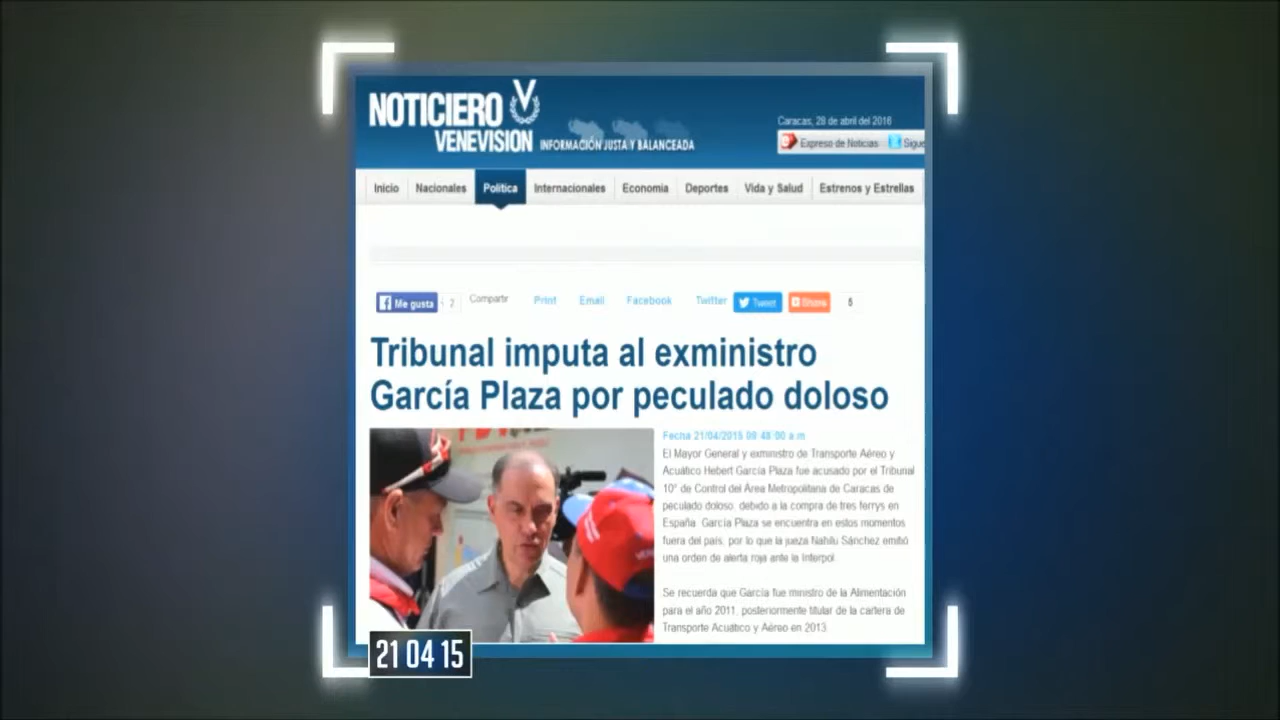 NOTICIERO
VENEVISION
INFORMACIÓN JUSTA Y BALANCEADA
Caracas, 28 de abril del 2016
Expreso de Noticias
Sigue
Inicio Nacionales Política Internacionales Economia Deportes Vida y Salud Estrenos y Estrellas
Me gusta 7 Compartir Print Email Facebook Twitter Tweet Share 6
Tribunal imputa al exministro
García Plaza por peculado doloso
Fecha 21/04/2015 09:48:00 a.m
El Mayor General y exministro de Transporte Aéreo y
Acuático Hebert García Plaza fue acusado por el Tribunal
10° de Control del Área Metropolitana de Caracas de
peculado doloso, debido a la compra de tres ferrys en
España. García Plaza se encuentra en estos momentos
fuera del país, por lo que la jueza Nahilu Sánchez emitió
una orden de alerta roja ante la Interpol.
Se recuerda que García fue ministro de la Alimentación
para el año 2011, posteriormente titular de la cartera de
Transporte Acuático y Aéreo en 2013.
21 04 15